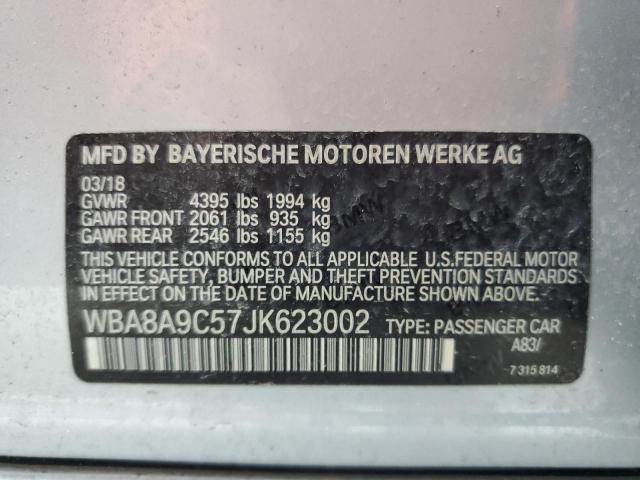 MFD BY BAYERISCHE MOTOREN WERKE AG
03/18
GVWR 4395 lbs 1994 kg
GAWR FRONT 2061 lbs 935 kg
GAWR REAR 2546 lbs 1155 kg
THIS VEHICLE CONFORMS TO ALL APPLICABLE U.S.FEDERAL MOTOR
VEHICLE SAFETY, BUMPER AND THEFT PREVENTION STANDARDS
IN EFFECT ON THE DATE OF MANUFACTURE SHOWN ABOVE.
WBA8A9C57JK623002 TYPE: PASSENGER CAR
A83/
7 315 814
BMW
BMW